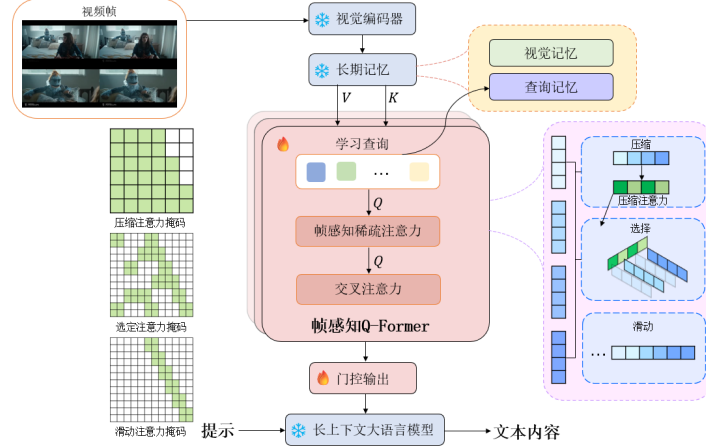 视频帧
视觉编码器
长期记忆
视觉记忆
查询记忆
V
K
学习查询
...
Q
帧感知稀疏注意力
Q
交叉注意力
帧感知Q-Former
压缩注意力掩码
选定注意力掩码
滑动注意力掩码
压缩
压缩注意力
选择
滑动
...
门控输出
提示
长上下文大语言模型
文本内容